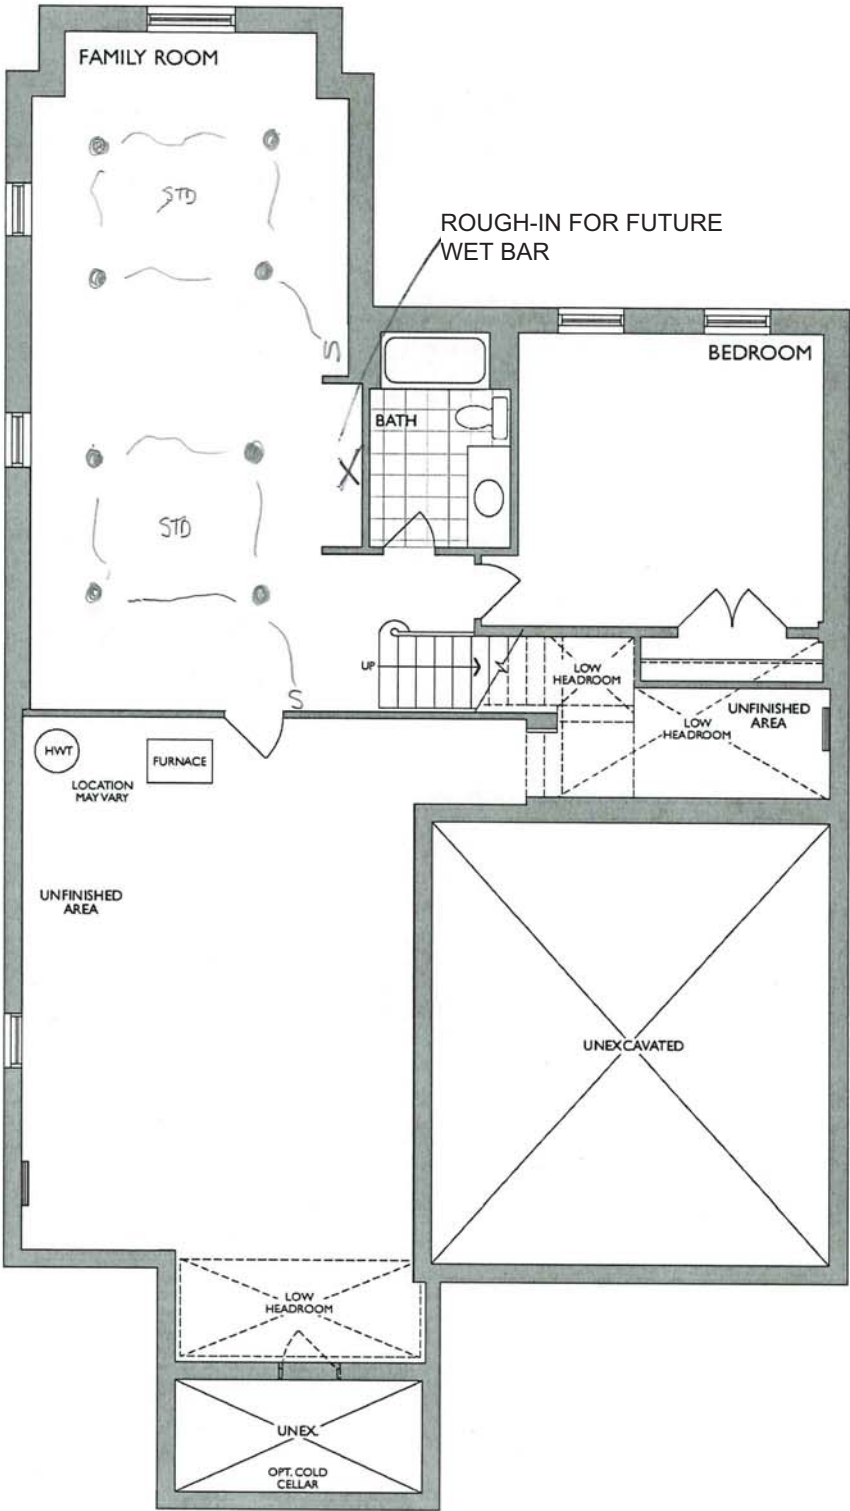 FAMILY ROOM
STD
ROUGH-IN FOR FUTURE
WET BAR
S
BEDROOM
BATH
X
STD
S
UP
LOW
HEADROOM
UNFINISHED
AREA
LOW
HEADROOM
HWT
FURNACE
LOCATION
MAY VARY
UNFINISHED
AREA
UNEXCAVATED
LOW
HEADROOM
UNEX.
OPT. COLD
CELLAR